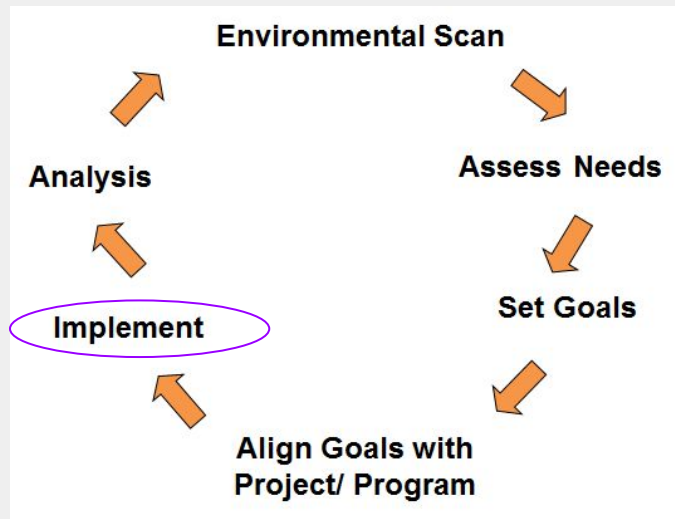 Environmental Scan
Assess Needs
Set Goals
Align Goals with
Project/ Program
Implement
Analysis